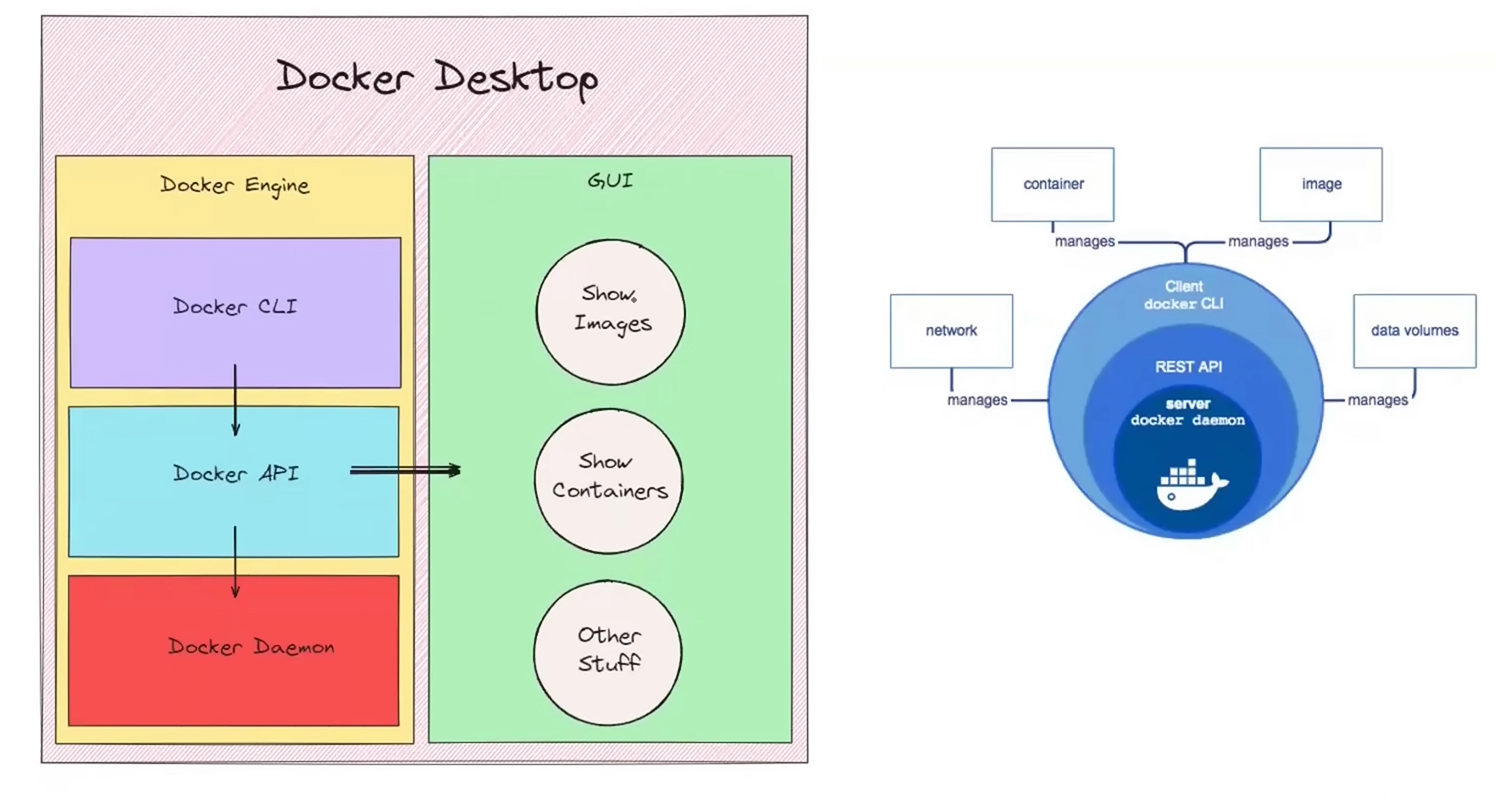 Docker Desktop
Docker Engine
Docker CLI
Docker API
Docker Daemon
GUI
Show
Images
Show
Containers
Other
Stuff
container
image
manages
manages
network
data volumes
manages
manages
Client
docker CLI
REST API
server
docker daemon